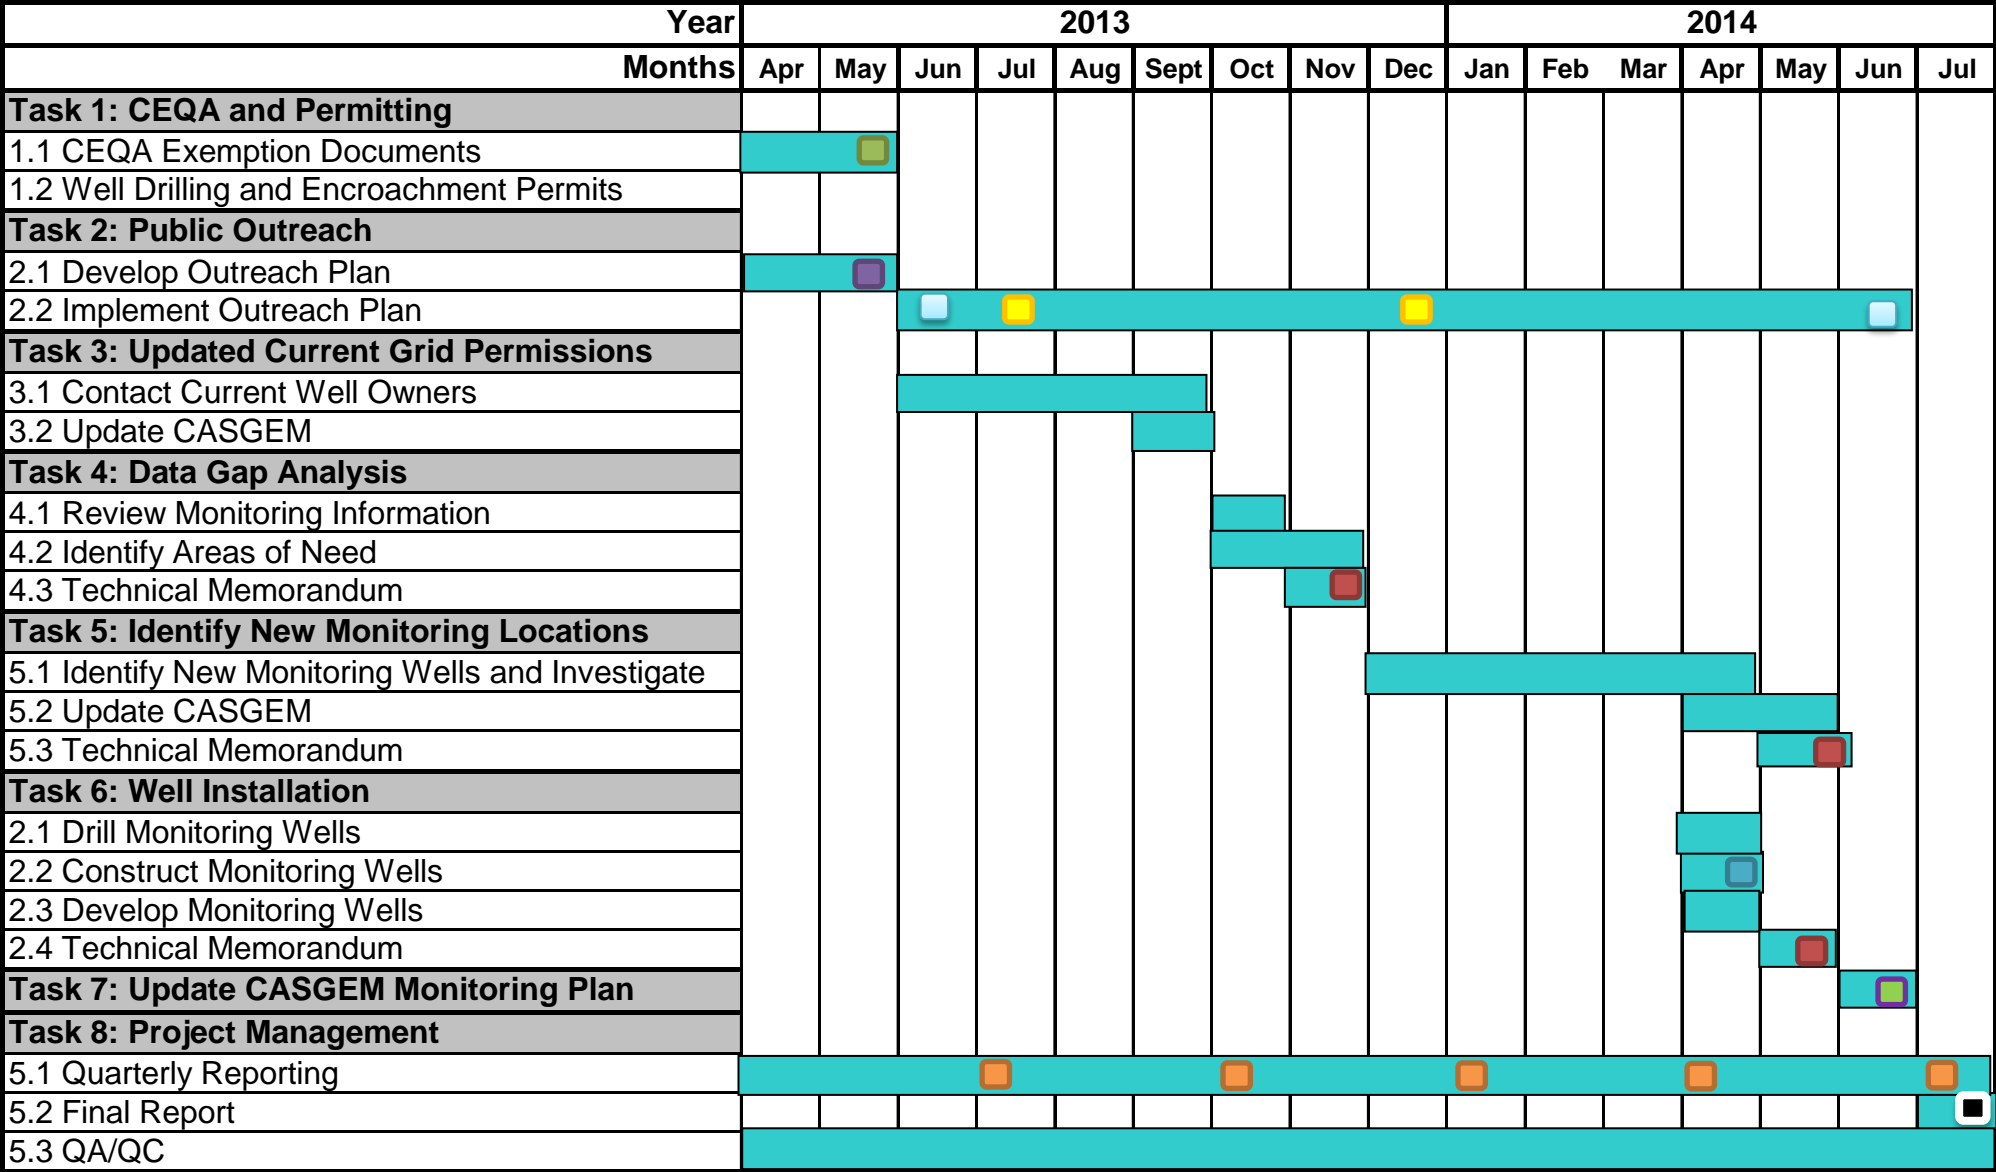 Year 2013 2014
Months Apr May Jun Jul Aug Sept Oct Nov Dec Jan Feb Mar Apr May Jun Jul
Task 1: CEQA and Permitting
1.1 CEQA Exemption Documents
1.2 Well Drilling and Encroachment Permits
Task 2: Public Outreach
2.1 Develop Outreach Plan
2.2 Implement Outreach Plan
Task 3: Updated Current Grid Permissions
3.1 Contact Current Well Owners
3.2 Update CASGEM
Task 4: Data Gap Analysis
4.1 Review Monitoring Information
4.2 Identify Areas of Need
4.3 Technical Memorandum
Task 5: Identify New Monitoring Locations
5.1 Identify New Monitoring Wells and Investigate
5.2 Update CASGEM
5.3 Technical Memorandum
Task 6: Well Installation
2.1 Drill Monitoring Wells
2.2 Construct Monitoring Wells
2.3 Develop Monitoring Wells
2.4 Technical Memorandum
Task 7: Update CASGEM Monitoring Plan
Task 8: Project Management
5.1 Quarterly Reporting
5.2 Final Report
5.3 QA/QC